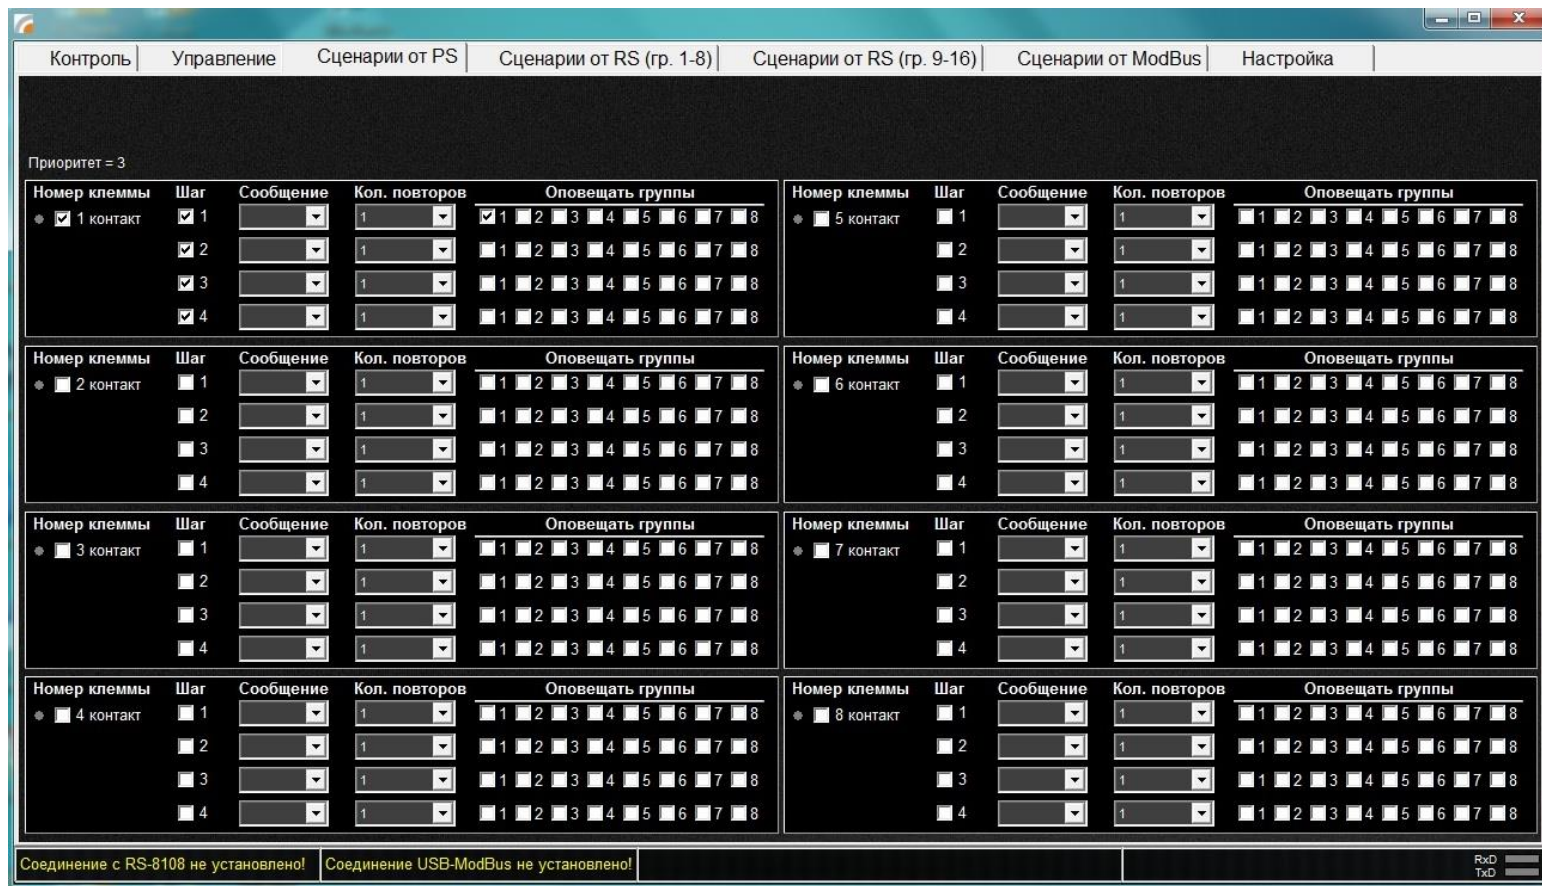 Контроль Управление Сценарии от PS Сценарии от RS (гр. 1-8) Сценарии от RS (гр. 9-16) Сценарии от ModBus Настройка
Приоритет = 3
Номер клеммы Шаг Сообщение Кол. повторов Оповещать группы
1 контакт 1 1 1 2 3 4 5 6 7 8
2 1 1 2 3 4 5 6 7 8
3 1 1 2 3 4 5 6 7 8
4 1 1 2 3 4 5 6 7 8
Номер клеммы Шаг Сообщение Кол. повторов Оповещать группы
5 контакт 1 1 1 2 3 4 5 6 7 8
2 1 1 2 3 4 5 6 7 8
3 1 1 2 3 4 5 6 7 8
4 1 1 2 3 4 5 6 7 8
Номер клеммы Шаг Сообщение Кол. повторов Оповещать группы
2 контакт 1 1 1 2 3 4 5 6 7 8
2 1 1 2 3 4 5 6 7 8
3 1 1 2 3 4 5 6 7 8
4 1 1 2 3 4 5 6 7 8
Номер клеммы Шаг Сообщение Кол. повторов Оповещать группы
6 контакт 1 1 1 2 3 4 5 6 7 8
2 1 1 2 3 4 5 6 7 8
3 1 1 2 3 4 5 6 7 8
4 1 1 2 3 4 5 6 7 8
Номер клеммы Шаг Сообщение Кол. повторов Оповещать группы
3 контакт 1 1 1 2 3 4 5 6 7 8
2 1 1 2 3 4 5 6 7 8
3 1 1 2 3 4 5 6 7 8
4 1 1 2 3 4 5 6 7 8
Номер клеммы Шаг Сообщение Кол. повторов Оповещать группы
7 контакт 1 1 1 2 3 4 5 6 7 8
2 1 1 2 3 4 5 6 7 8
3 1 1 2 3 4 5 6 7 8
4 1 1 2 3 4 5 6 7 8
Номер клеммы Шаг Сообщение Кол. повторов Оповещать группы
4 контакт 1 1 1 2 3 4 5 6 7 8
2 1 1 2 3 4 5 6 7 8
3 1 1 2 3 4 5 6 7 8
4 1 1 2 3 4 5 6 7 8
Номер клеммы Шаг Сообщение Кол. повторов Оповещать группы
8 контакт 1 1 1 2 3 4 5 6 7 8
2 1 1 2 3 4 5 6 7 8
3 1 1 2 3 4 5 6 7 8
4 1 1 2 3 4 5 6 7 8
Соединение с RS-8108 не установлено! Соединение USB-ModBus не установлено! RxD
TxD